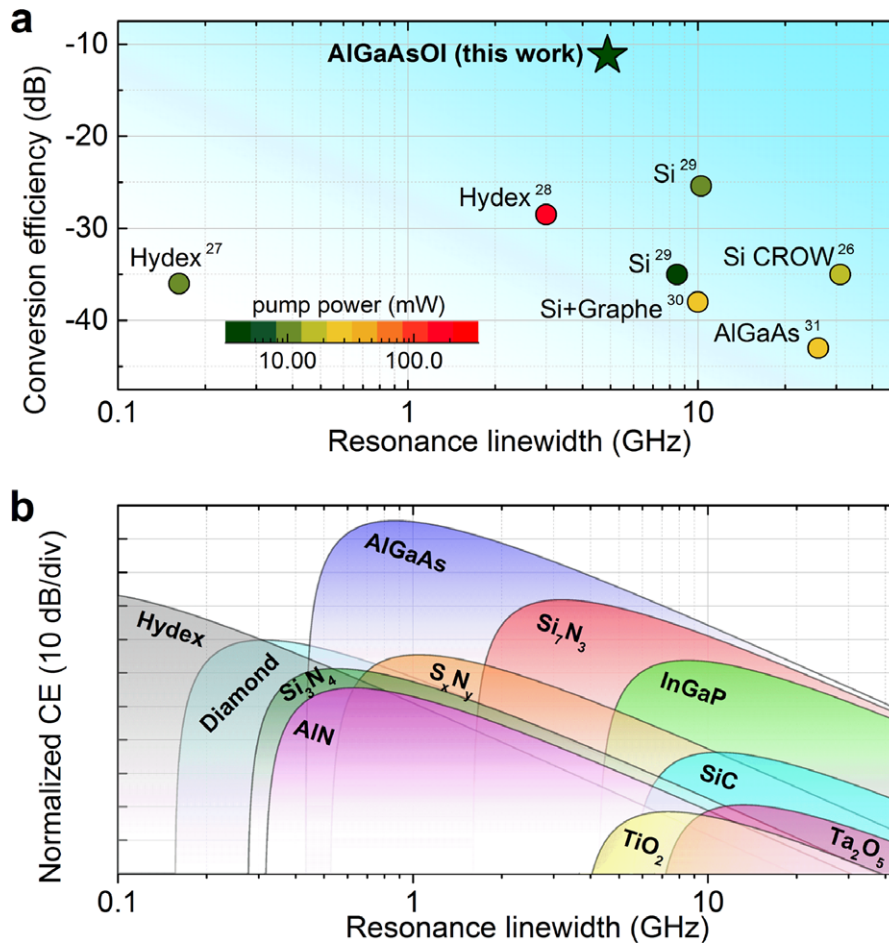 a
-10
-20
-30
-40
Conversion efficiency (dB)
AlGaAsOI (this work)
Si 29
Hydex 28
Hydex 27
Si 29
Si CROW 26
Si+Graphe 30
AlGaAs 31
pump power (mW)
10.00 100.0
0.1 1 10
Resonance linewidth (GHz)
b
Normalized CE (10 dB/div)
AlGaAs
Hydex
Diamond
Si3N4
SxNy
Si7N3
AlN
InGaP
SiC
TiO2
Ta2O5
0.1 1 10
Resonance linewidth (GHz)